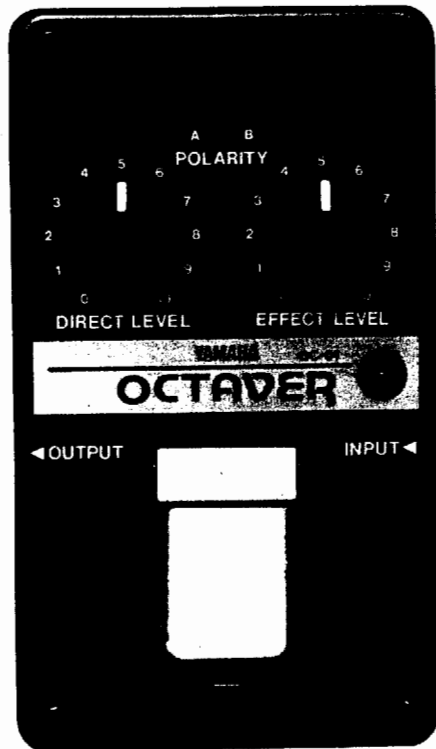 A B
POLARITY
5 5
4 6 4 6
3 7 3 7
2 8 2 8
1 9 1 9
0
DIRECT LEVEL EFFECT LEVEL
YAMAHA
OCTAVER
◄OUTPUT INPUT◄